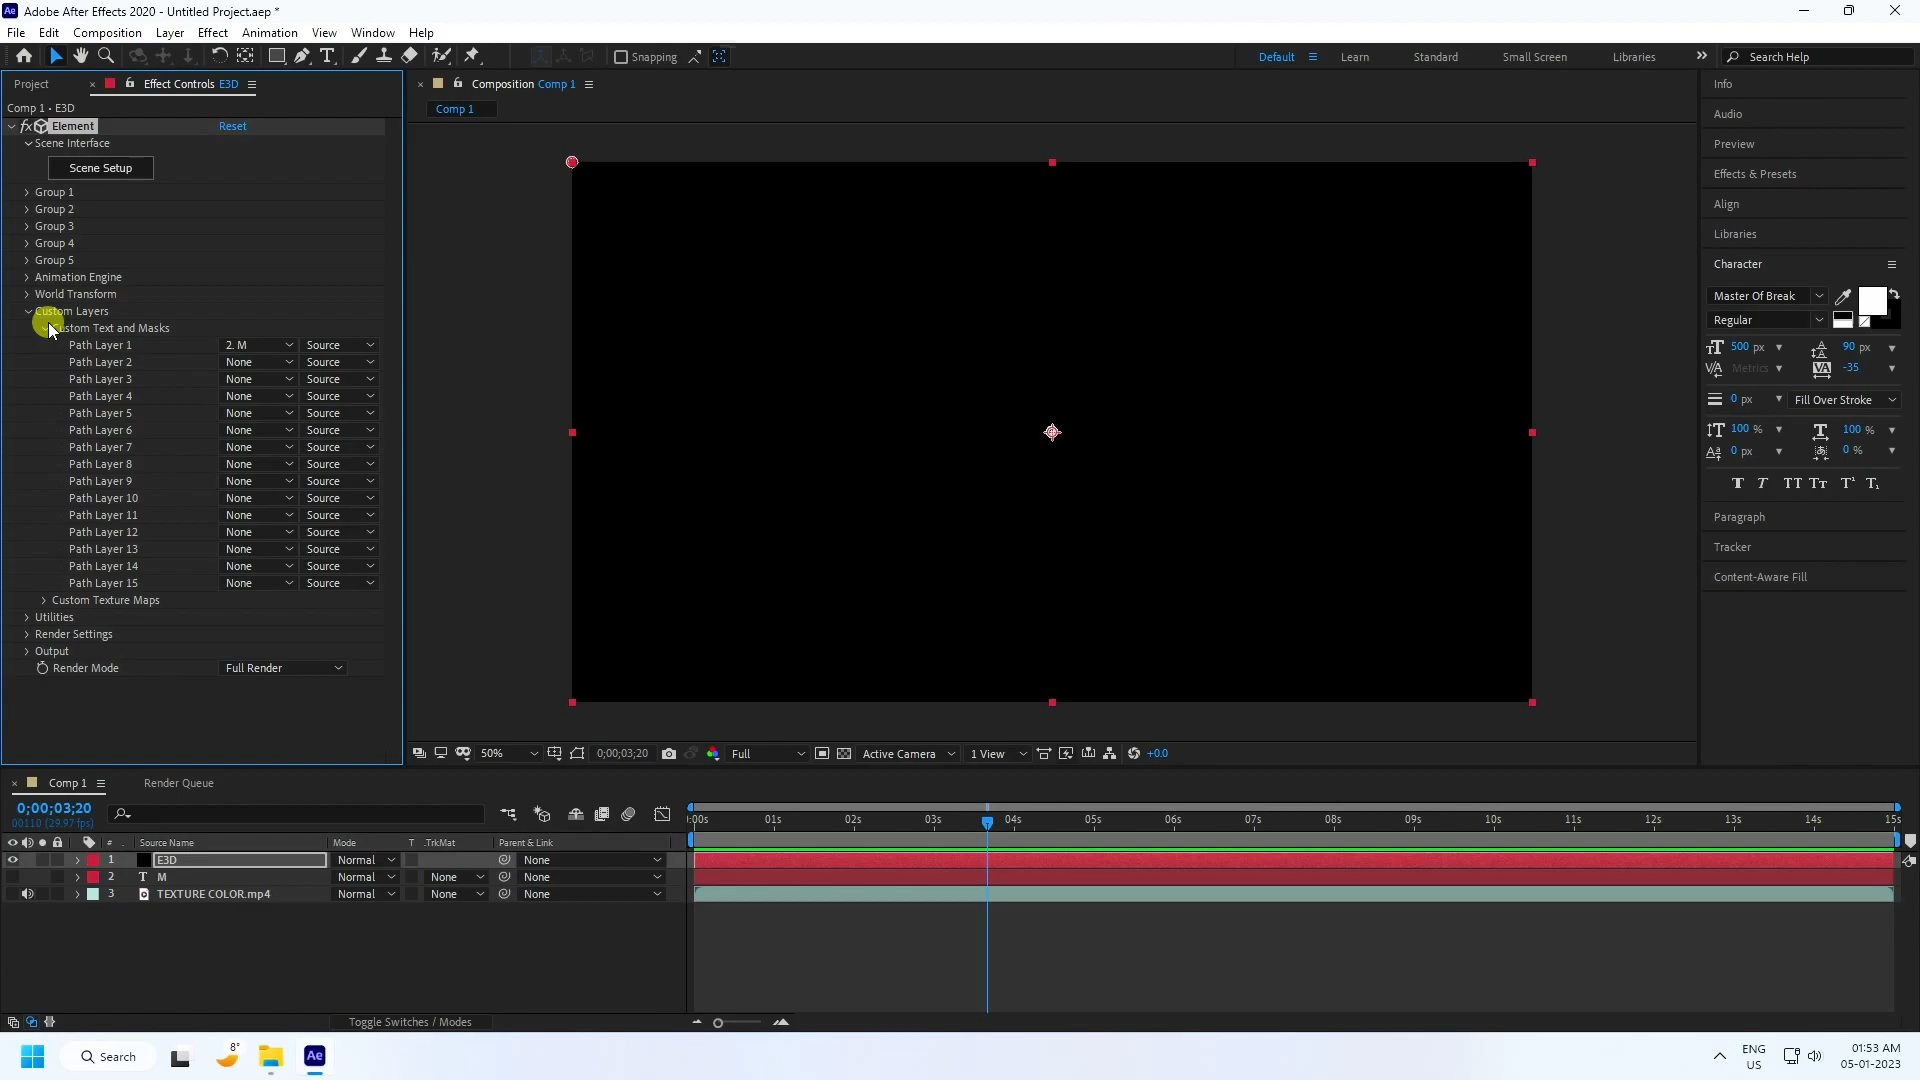 Ae Adobe After Effects 2020 - Untitled Project.aep *
File Edit Composition Layer Effect Animation View Window Help
Snapping
Default Learn Standard Small Screen Libraries Search Help
Project Effect Controls E3D
Composition Comp 1
Comp 1 • E3D
Comp 1
fx Element Reset
Scene Interface
Scene Setup
Group 1
Group 2
Group 3
Group 4
Group 5
Animation Engine
World Transform
Custom Layers
Custom Text and Masks
Path Layer 1 2. M Source
Path Layer 2 None Source
Path Layer 3 None Source
Path Layer 4 None Source
Path Layer 5 None Source
Path Layer 6 None Source
Path Layer 7 None Source
Path Layer 8 None Source
Path Layer 9 None Source
Path Layer 10 None Source
Path Layer 11 None Source
Path Layer 12 None Source
Path Layer 13 None Source
Path Layer 14 None Source
Path Layer 15 None Source
Custom Texture Maps
Utilities
Render Settings
Output
Render Mode Full Render
50% 0;00;03;20 Full Active Camera 1 View +0.0
Info
Audio
Preview
Effects & Presets
Align
Libraries
Character
Master Of Break
Regular
500 px 90 px
Metrics -35
0 px Fill Over Stroke
100 % 100 %
0 px 0 %
T T TT Tt T¹ T₁
Paragraph
Tracker
Content-Aware Fill
Comp 1 Render Queue
0;00;03;20
00110 (29.97 fps)
:00s 01s 02s 03s 04s 05s 06s 07s 08s 09s 10s 11s 12s 13s 14s 15s
# Source Name Mode T .TrkMat Parent & Link
1 E3D Normal None
2 T M Normal None None
3 TEXTURE COLOR.mp4 Normal None None
Toggle Switches / Modes
Search
8°
Ae
ENG
US
01:53 AM
05-01-2023